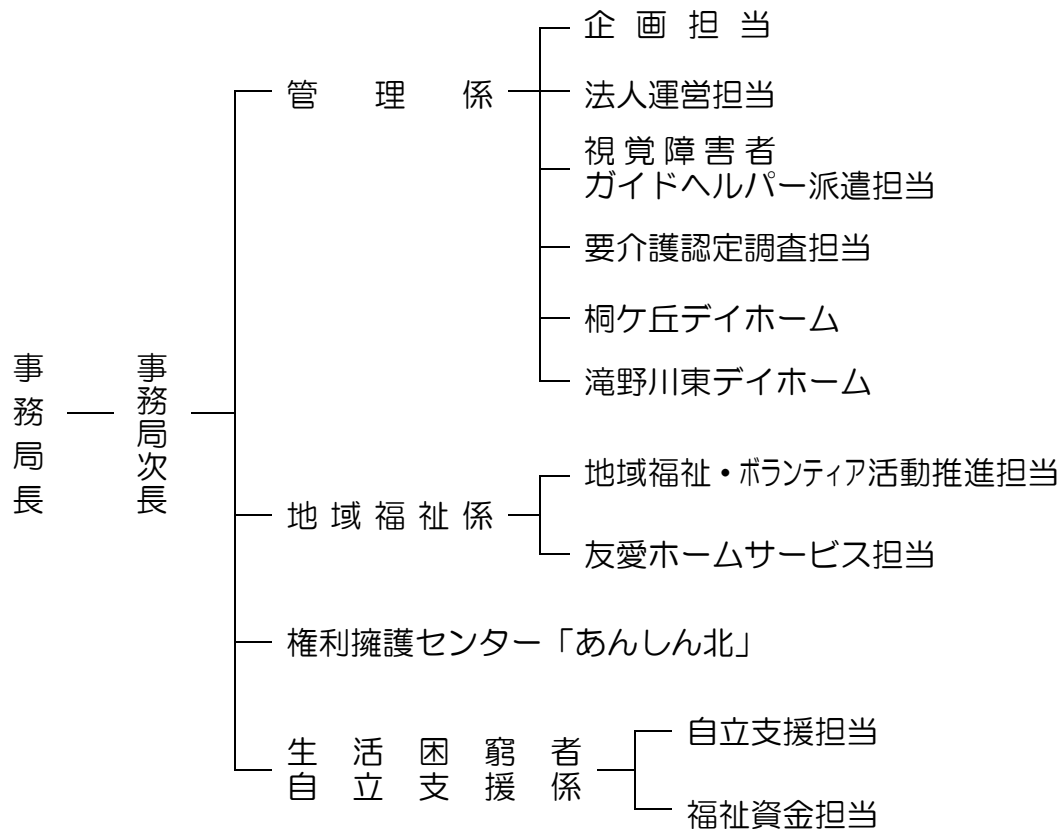 事務局長
事務局次長
管理係
企画担当
法人運営担当
視覚障害者
ガイドヘルパー派遣担当
要介護認定調査担当
桐ケ丘デイホーム
滝野川東デイホーム
地域福祉係
地域福祉・ボランティア活動推進担当
友愛ホームサービス担当
権利擁護センター「あんしん北」
生活困窮者
自立支援係
自立支援担当
福祉資金担当